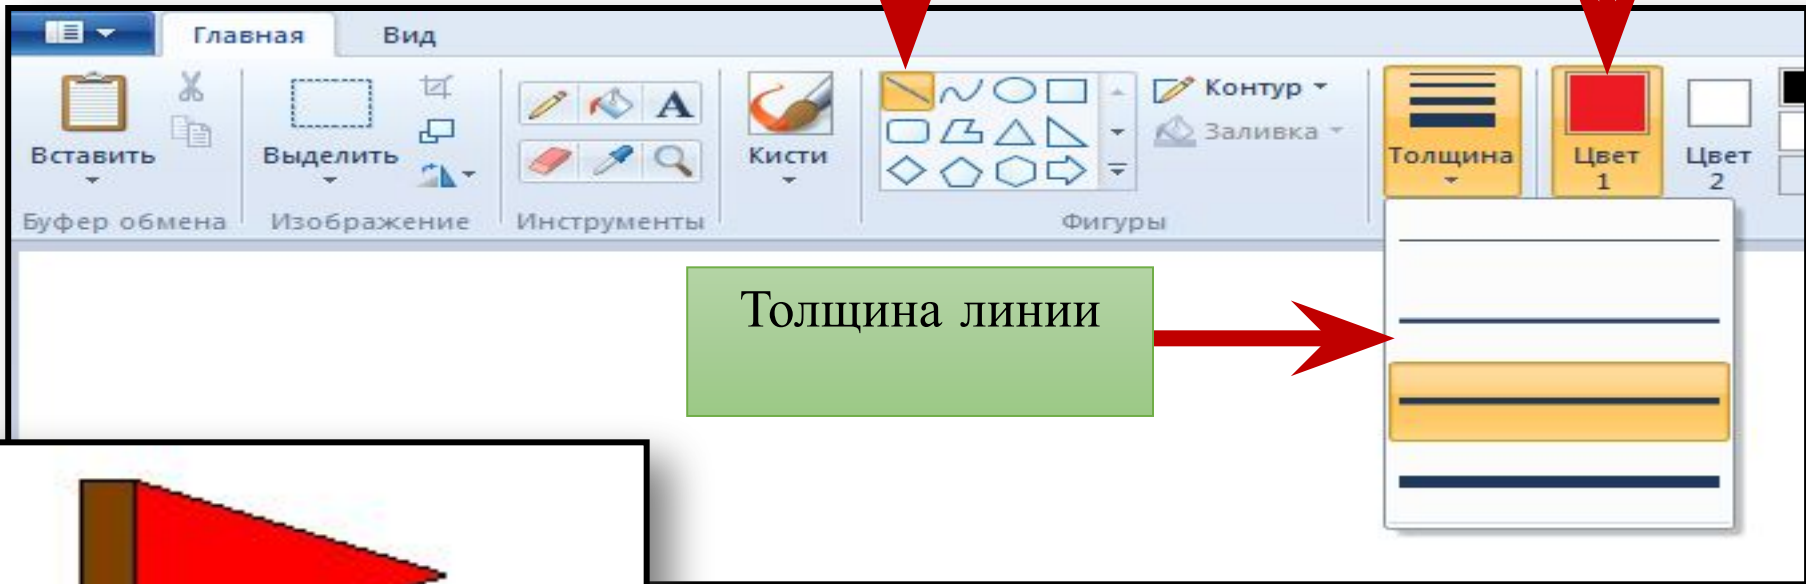 Главная Вид
Вставить
Выделить
A
Кисти
Контур
Заливка
Толщина
Цвет 1
Цвет 2
Буфер обмена Изображение Инструменты Фигуры
Толщина линии